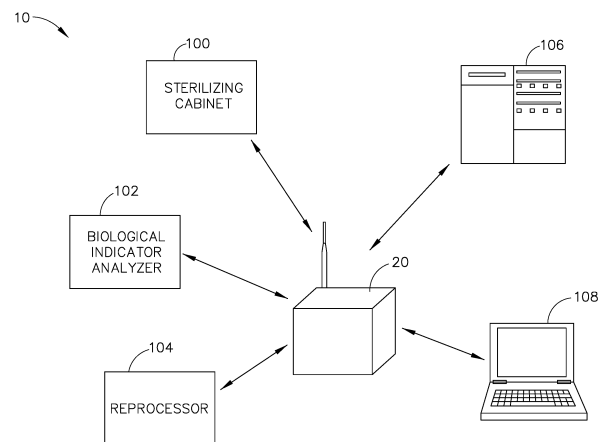 10
100
STERILIZING
CABINET
106
102
BIOLOGICAL
INDICATOR
ANALYZER
20
104
REPROCESSOR
108